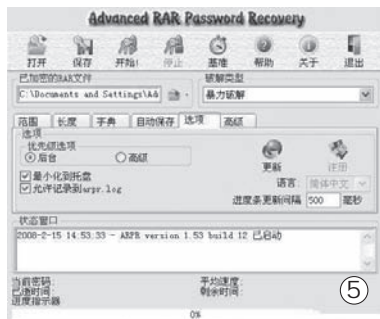 Advanced RAR Password Recovery
打开 保存 开始! 停止 基准 帮助 关于 退出
已加密的RAR文件 破解类型
C:\Documents and Settings\Ad 暴力破解
范围 长度 字典 自动保存 选项 高级
选项
优先级选项
后台 高级
更新 注册
最小化到托盘
允许记录到arpr.log
语言: 简体中文
进度条更新间隔 500 毫秒
状态窗口
2008-2-15 14.53.33 - ARPR version 1.53 build 12 已启动
当前密码: 平均速度:
已逝时间: 剩余时间:
进度指示器
0%
⑤